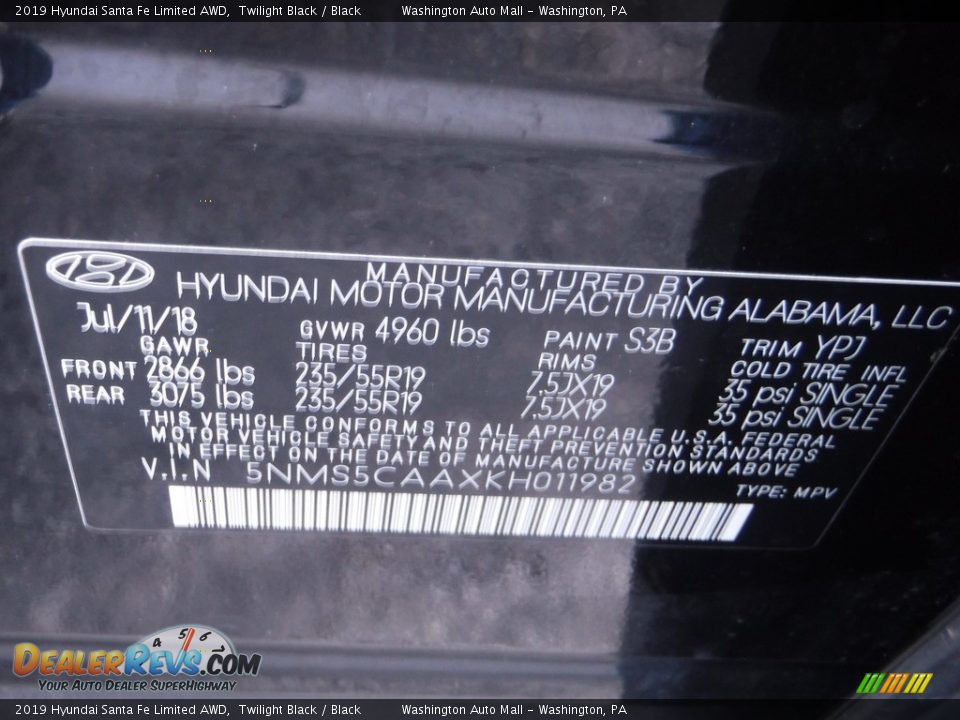 2019 Hyundai Santa Fe Limited AWD, Twilight Black / Black Washington Auto Mall - Washington, PA
MANUFACTURED BY
HYUNDAI MOTOR MANUFACTURING ALABAMA, LLC
Jul/11/18 GVWR 4960 lbs PAINT S3B TRIM YPJ
GAWR TIRES RIMS COLD TIRE INFL
FRONT 2866 lbs 235/55R19 7.5JX19 35 psi SINGLE
REAR 3075 lbs 235/55R19 7.5JX19 35 psi SINGLE
THIS VEHICLE CONFORMS TO ALL APPLICABLE U.S.A. FEDERAL
MOTOR VEHICLE SAFETY AND THEFT PREVENTION STANDARDS
IN EFFECT ON THE DATE OF MANUFACTURE SHOWN ABOVE
V.I.N 5NMS5CAAXKH011982 TYPE: MPV
4 5 6
DealerRevs.com
Your Auto Dealer SuperHighway
2019 Hyundai Santa Fe Limited AWD, Twilight Black / Black Washington Auto Mall - Washington, PA